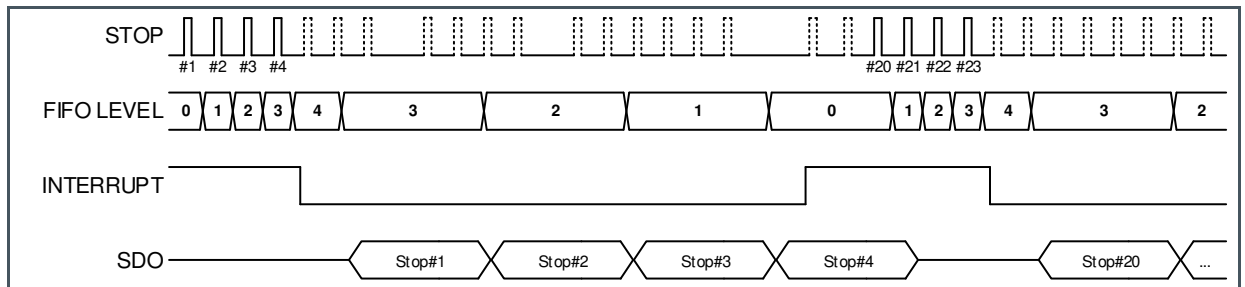 STOP
#1 #2 #3 #4 #20 #21 #22 #23
FIFO LEVEL 0 1 2 3 4 3 2 1 0 1 2 3 4 3 2
INTERRUPT
SDO Stop#1 Stop#2 Stop#3 Stop#4 Stop#20 ...